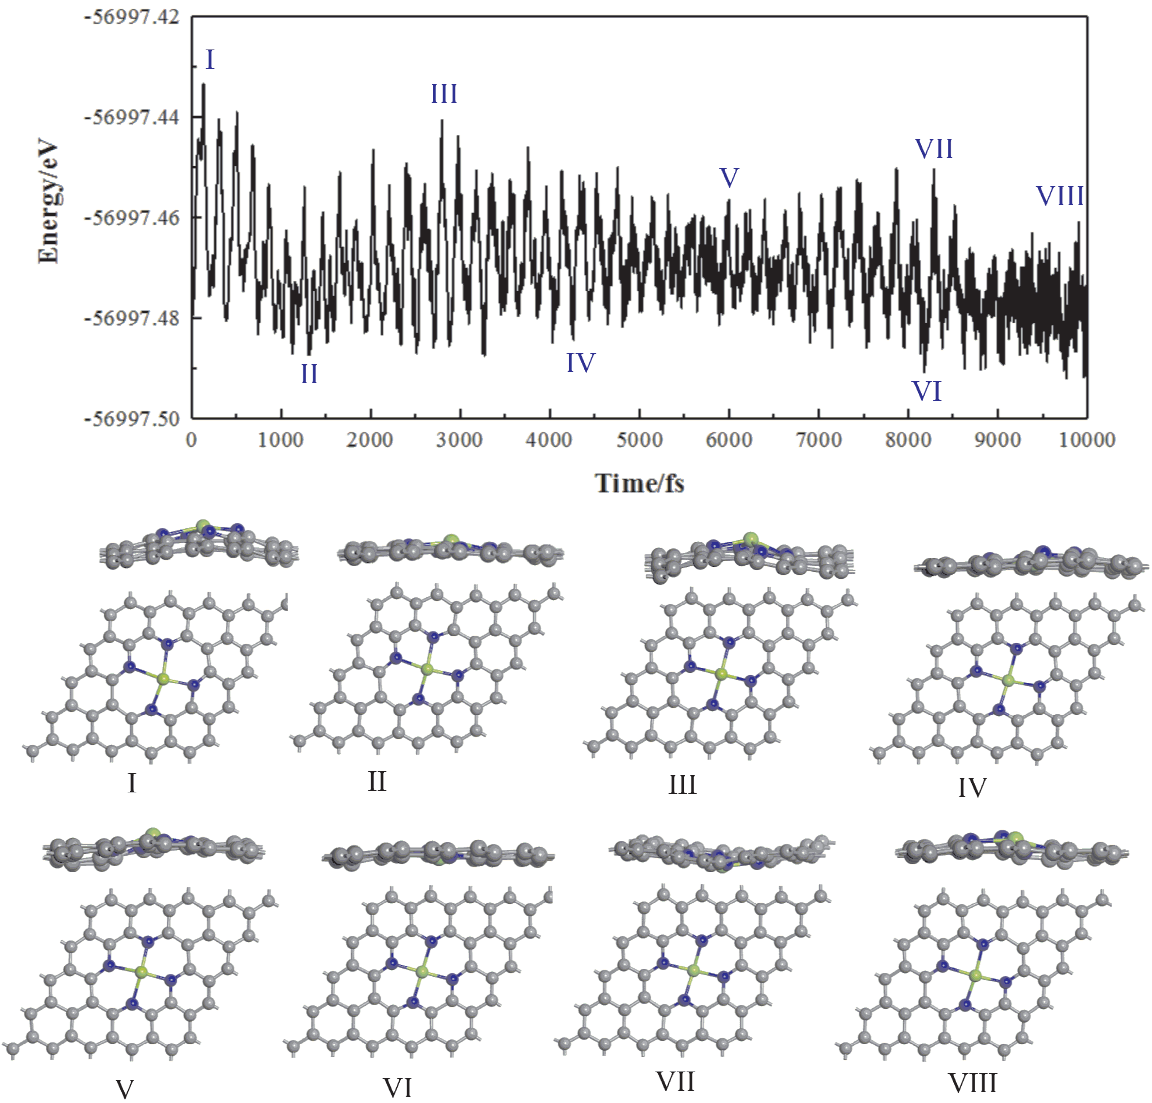 -56997.42
I
III
-56997.44
VII
V
VIII
-56997.46
Energy/eV
-56997.48
II
IV
VI
-56997.50
0 1000 2000 3000 4000 5000 6000 7000 8000 9000 10000
Time/fs
I II III IV
V VI VII VIII